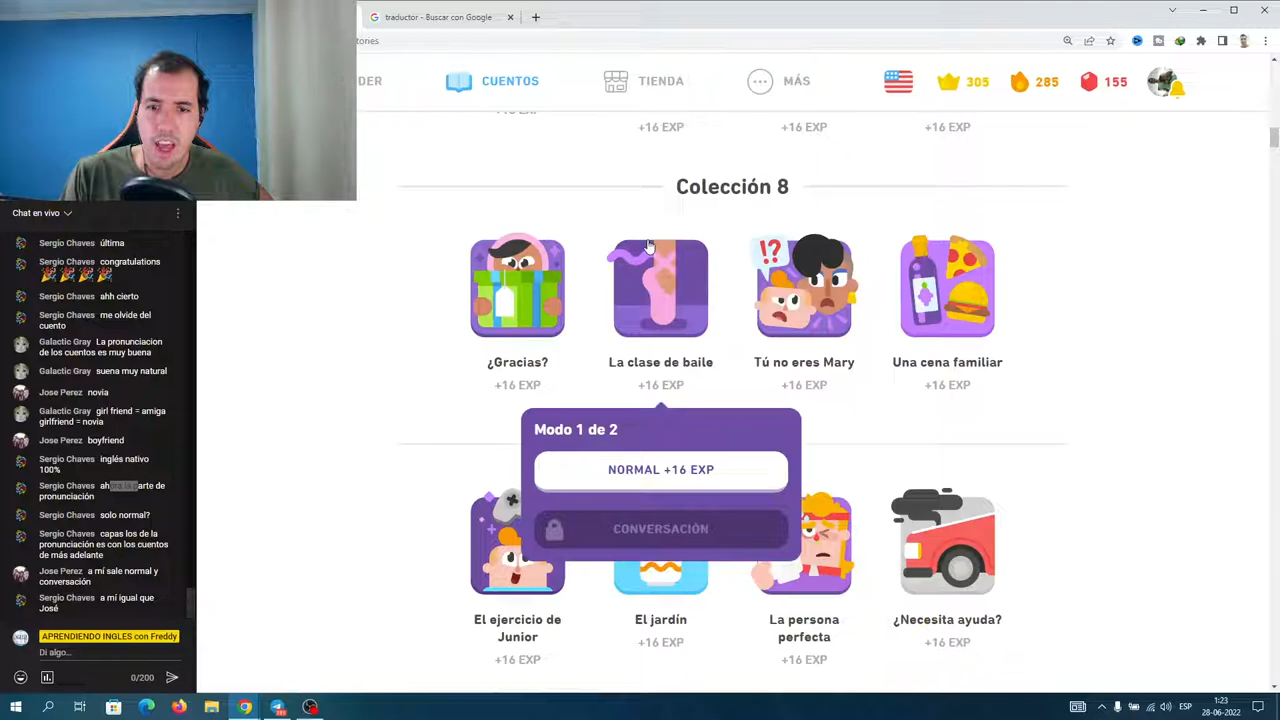 traductor - Buscar con Google
tones
DER
CUENTOS
TIENDA
MÁS
305
285
155
+16 EXP
+16 EXP
+16 EXP
+16 EXP
Colección 8
!?
¿Gracias?
+16 EXP
La clase de baile
+16 EXP
Tú no eres Mary
+16 EXP
Una cena familiar
+16 EXP
Modo 1 de 2
NORMAL +16 EXP
CONVERSACIÓN
El ejercicio de
Junior
+16 EXP
El jardín
+16 EXP
La persona
perfecta
+16 EXP
¿Necesita ayuda?
+16 EXP
Chat en vivo
Sergio Chaves última
Sergio Chaves congratulations
Sergio Chaves ahh cierto
Sergio Chaves me olvide del
cuento
Galactic Gray La pronunciacion
de los cuentos es muy buena
Galactic Gray suena muy natural
Jose Perez novia
Galactic Gray girl friend = amiga
girlfriend = novia
Jose Perez boyfriend
Sergio Chaves inglés nativo
100%
Sergio Chaves ahora la parte de
pronunciación
Sergio Chaves solo normal?
Sergio Chaves capas los de la
pronunciación es con los cuentos
de más adelante
Jose Perez a mí sale normal y
conversación
Sergio Chaves a mí igual que
José
APRENDIENDO INGLES con Freddy
Di algo...
0/200
ESP
1:23
28-06-2022